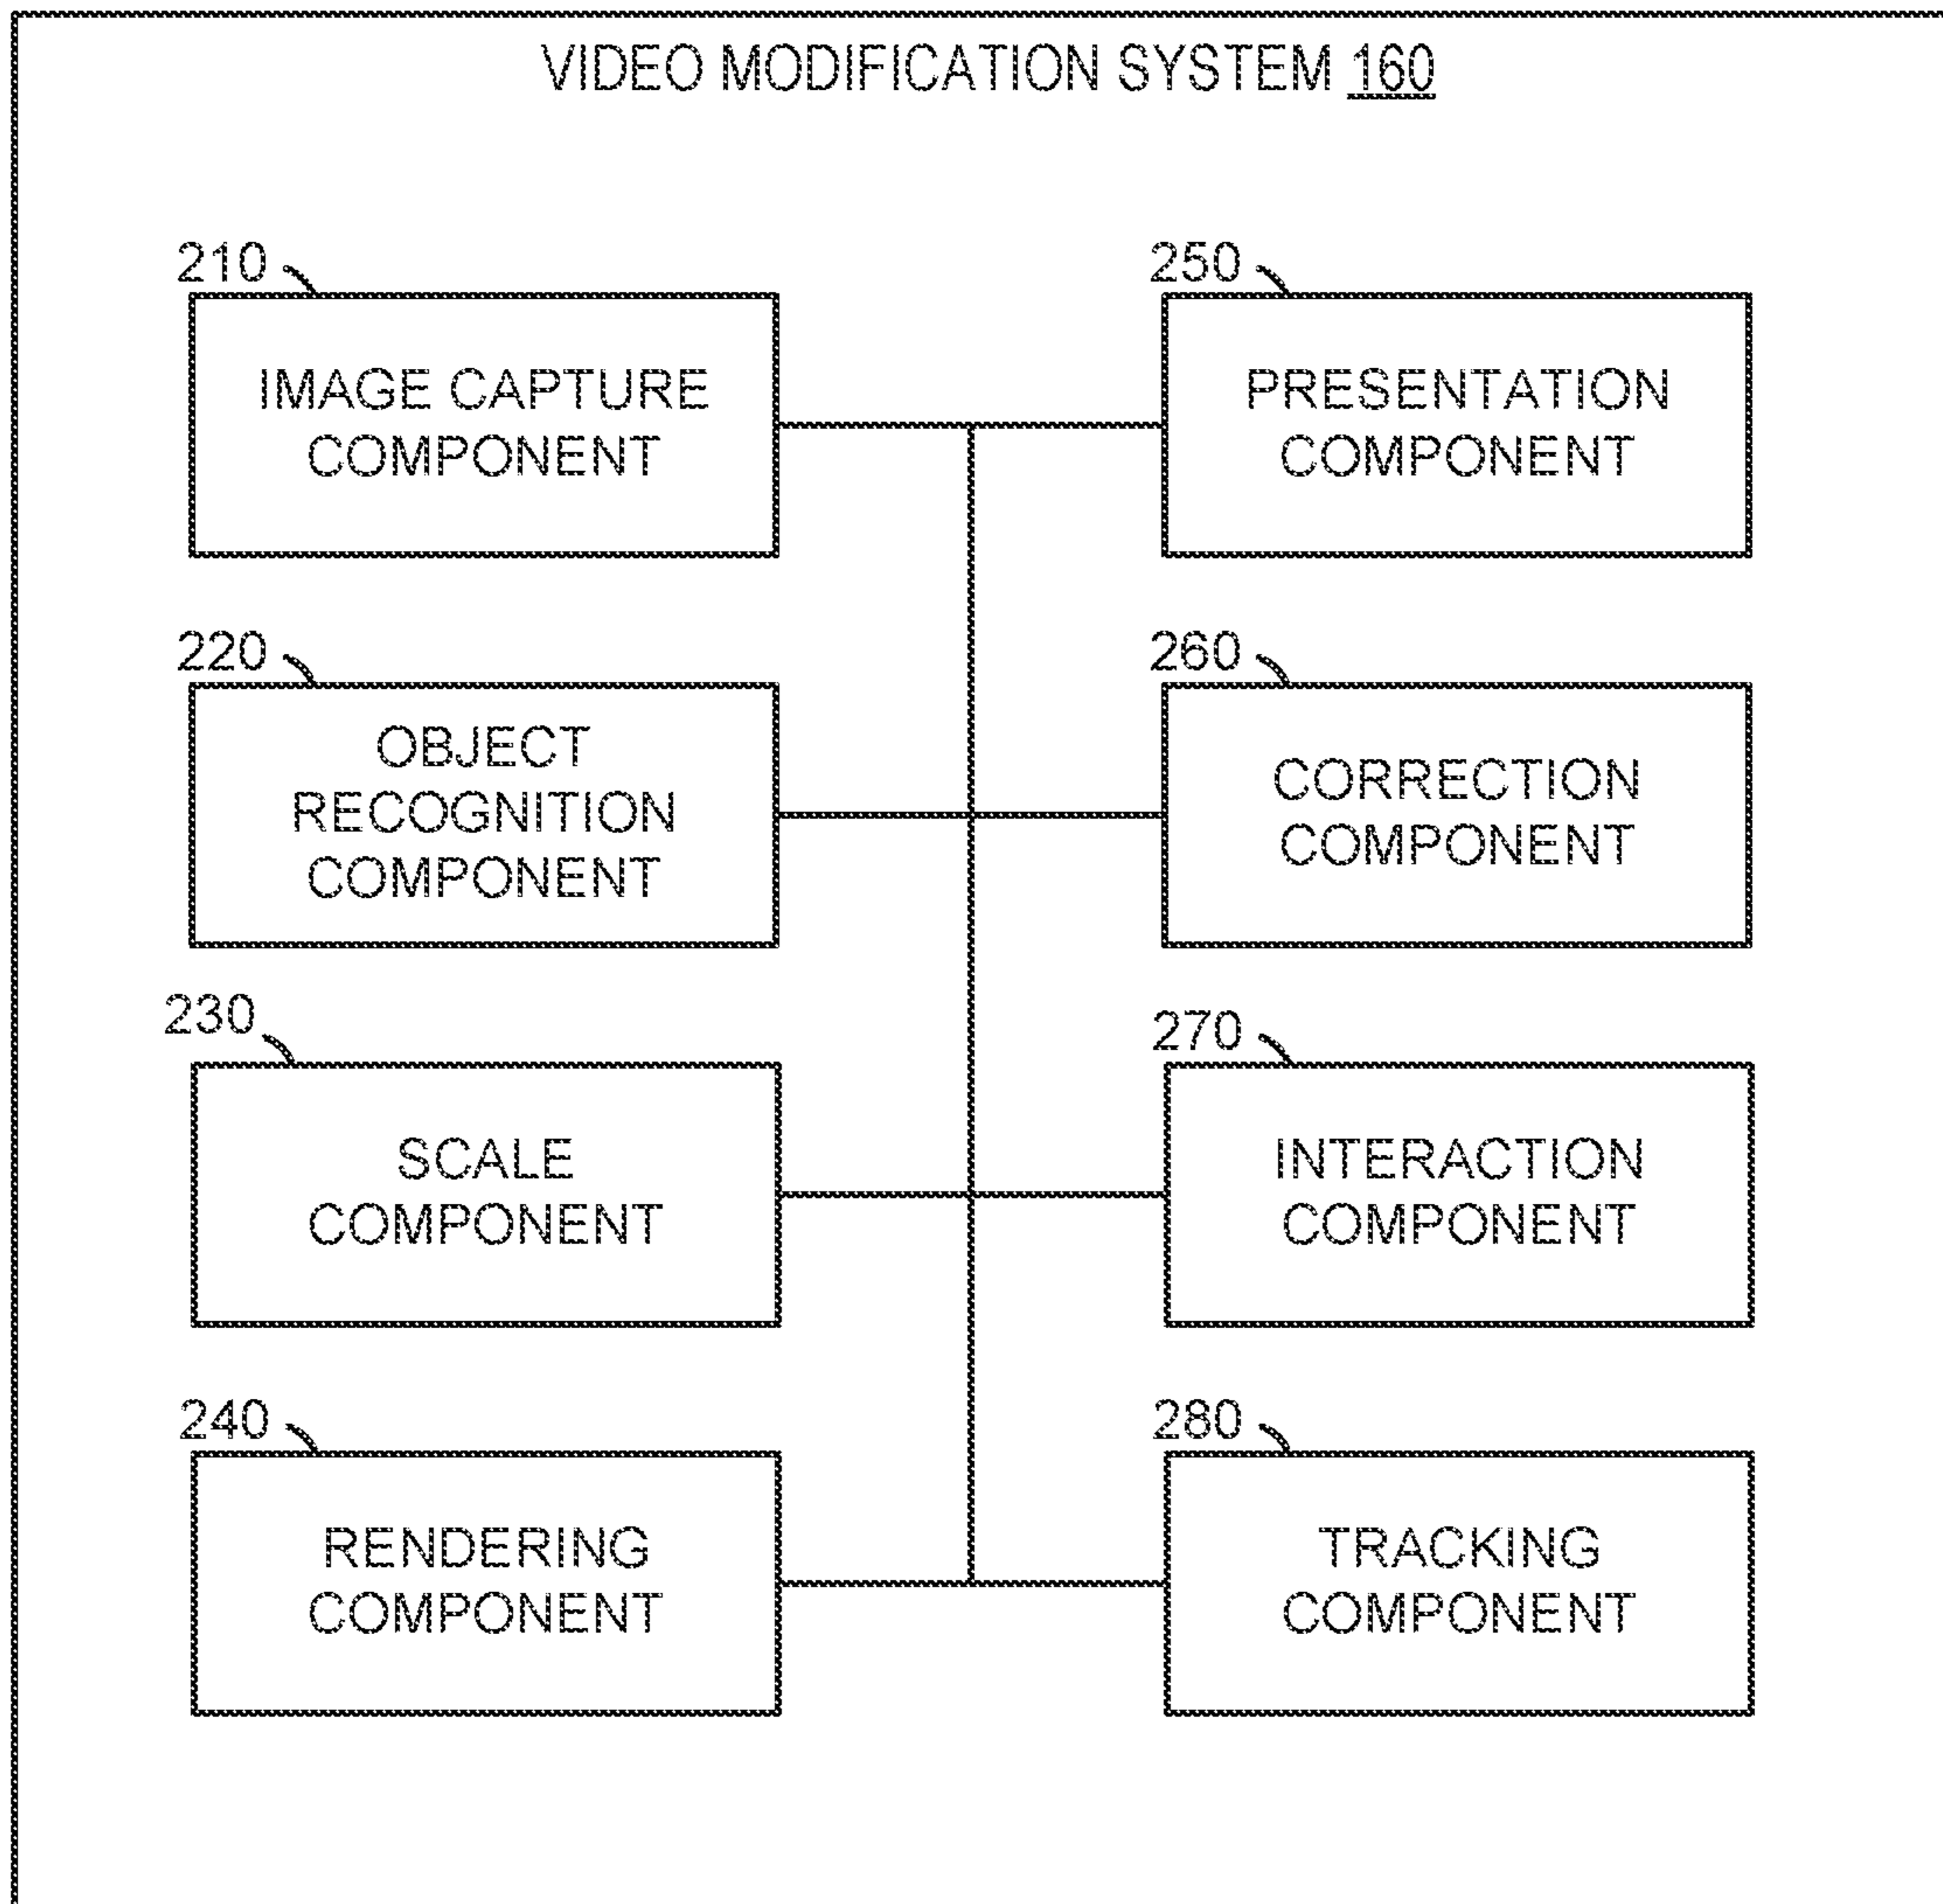 VIDEO MODIFICATION SYSTEM 160
210
IMAGE CAPTURE
COMPONENT
250
PRESENTATION
COMPONENT
220
OBJECT
RECOGNITION
COMPONENT
260
CORRECTION
COMPONENT
230
SCALE
COMPONENT
270
INTERACTION
COMPONENT
240
RENDERING
COMPONENT
280
TRACKING
COMPONENT